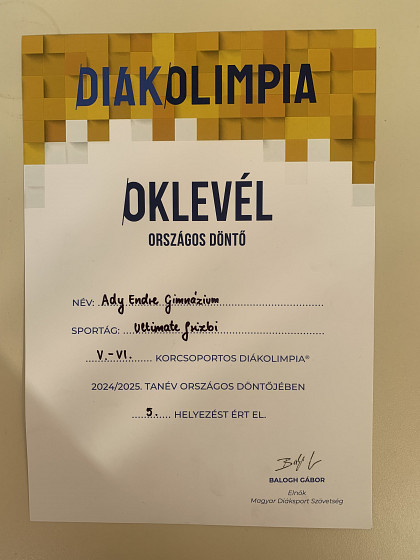 DIÁKOLIMPIA
OKLEVÉL
ORSZÁGOS DÖNTŐ
NÉV: Ady Endre Gimnázium
SPORTÁG: Ultimate frizbi
V.-VI. KORCSOPORTOS DIÁKOLIMPIA®
2024/2025. TANÉV ORSZÁGOS DÖNTŐJÉBEN
5. HELYEZÉST ÉRT EL.
BALOGH GÁBOR
Elnök
Magyar Diáksport Szövetség